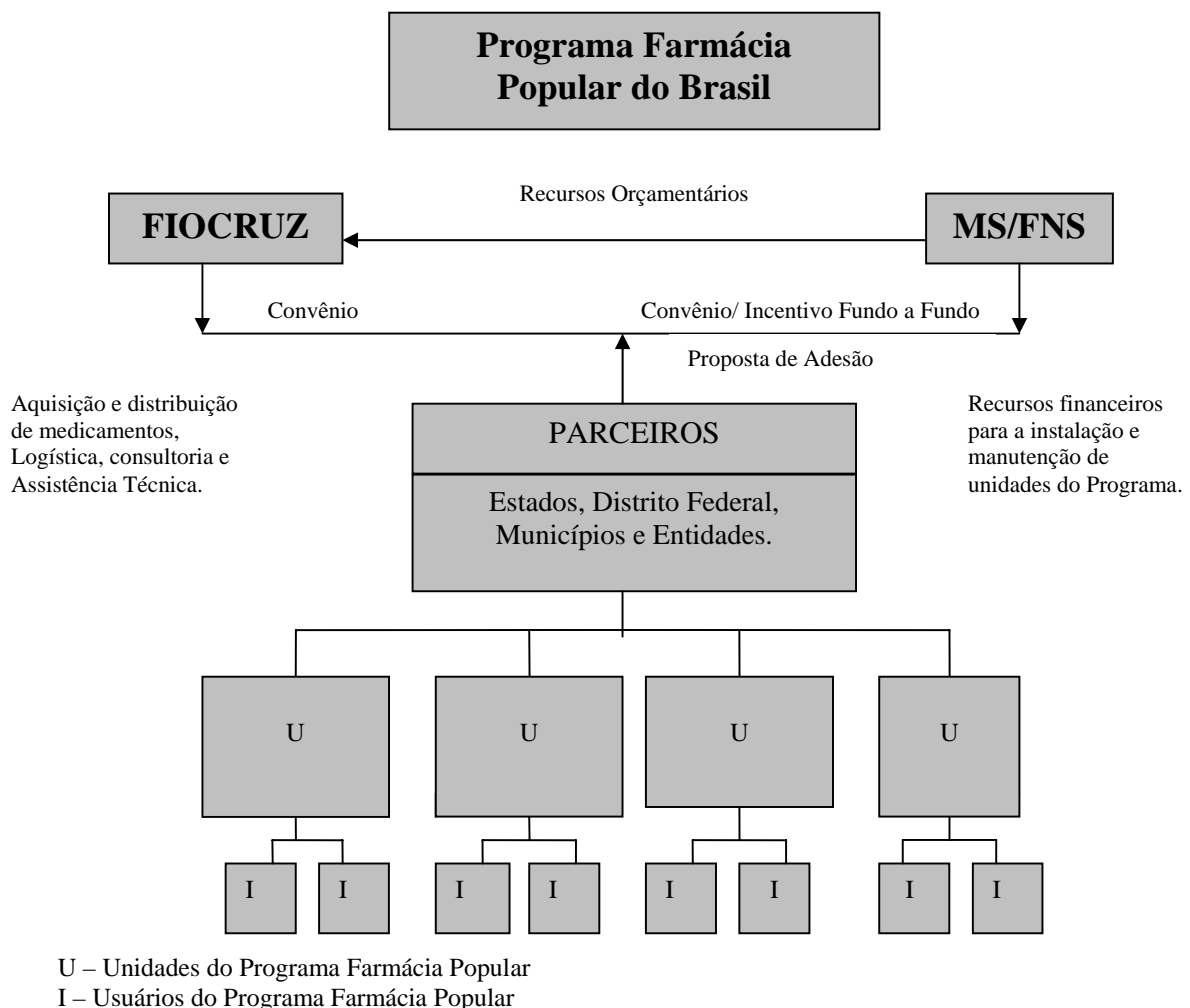 Programa Farmácia
Popular do Brasil
Recursos Orçamentários
FIOCRUZ
MS/FNS
Convênio
Convênio/ Incentivo Fundo a Fundo
Proposta de Adesão
Aquisição e distribuição
de medicamentos,
Logística, consultoria e
Assistência Técnica.
PARCEIROS
Estados, Distrito Federal,
Municípios e Entidades.
Recursos financeiros
para a instalação e
manutenção de
unidades do Programa.
U U U U
I I I I I I I I
U – Unidades do Programa Farmácia Popular
I – Usuários do Programa Farmácia Popular